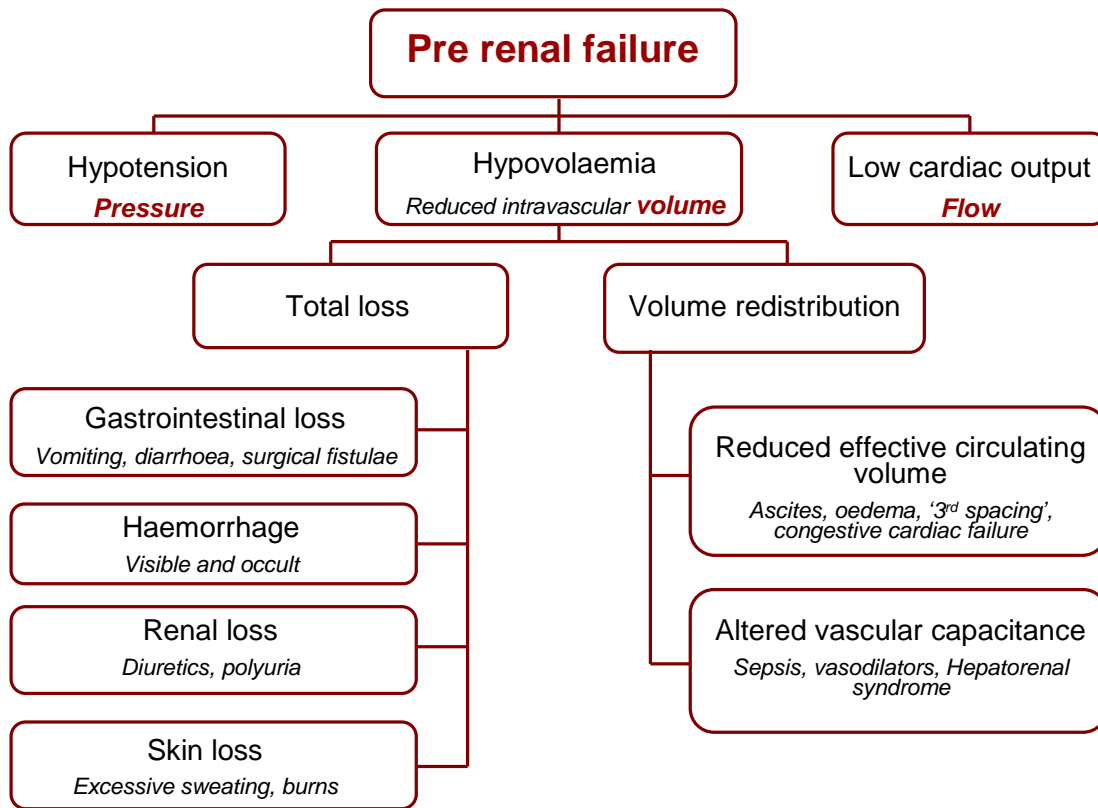 Pre renal failure
Hypotension
Pressure
Hypovolaemia
Reduced intravascular volume
Low cardiac output
Flow
Total loss
Volume redistribution
Gastrointestinal loss
Vomiting, diarrhoea, surgical fistulae
Haemorrhage
Visible and occult
Renal loss
Diuretics, polyuria
Skin loss
Excessive sweating, burns
Reduced effective circulating
volume
Ascites, oedema, ‘3rd spacing’,
congestive cardiac failure
Altered vascular capacitance
Sepsis, vasodilators, Hepatorenal
syndrome